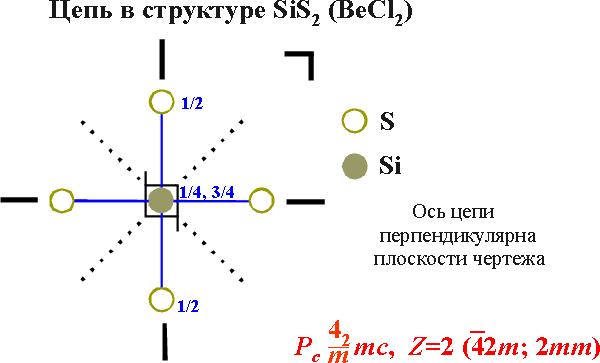 Цепь в структуре SiS₂ (BeCl₂)
1/2
S
Si
1/4, 3/4
Ось цепи
перпендикулярна
плоскости чертежа
1/2
P_c 4₂/m mc, Z=2 (4̅2m; 2mm)